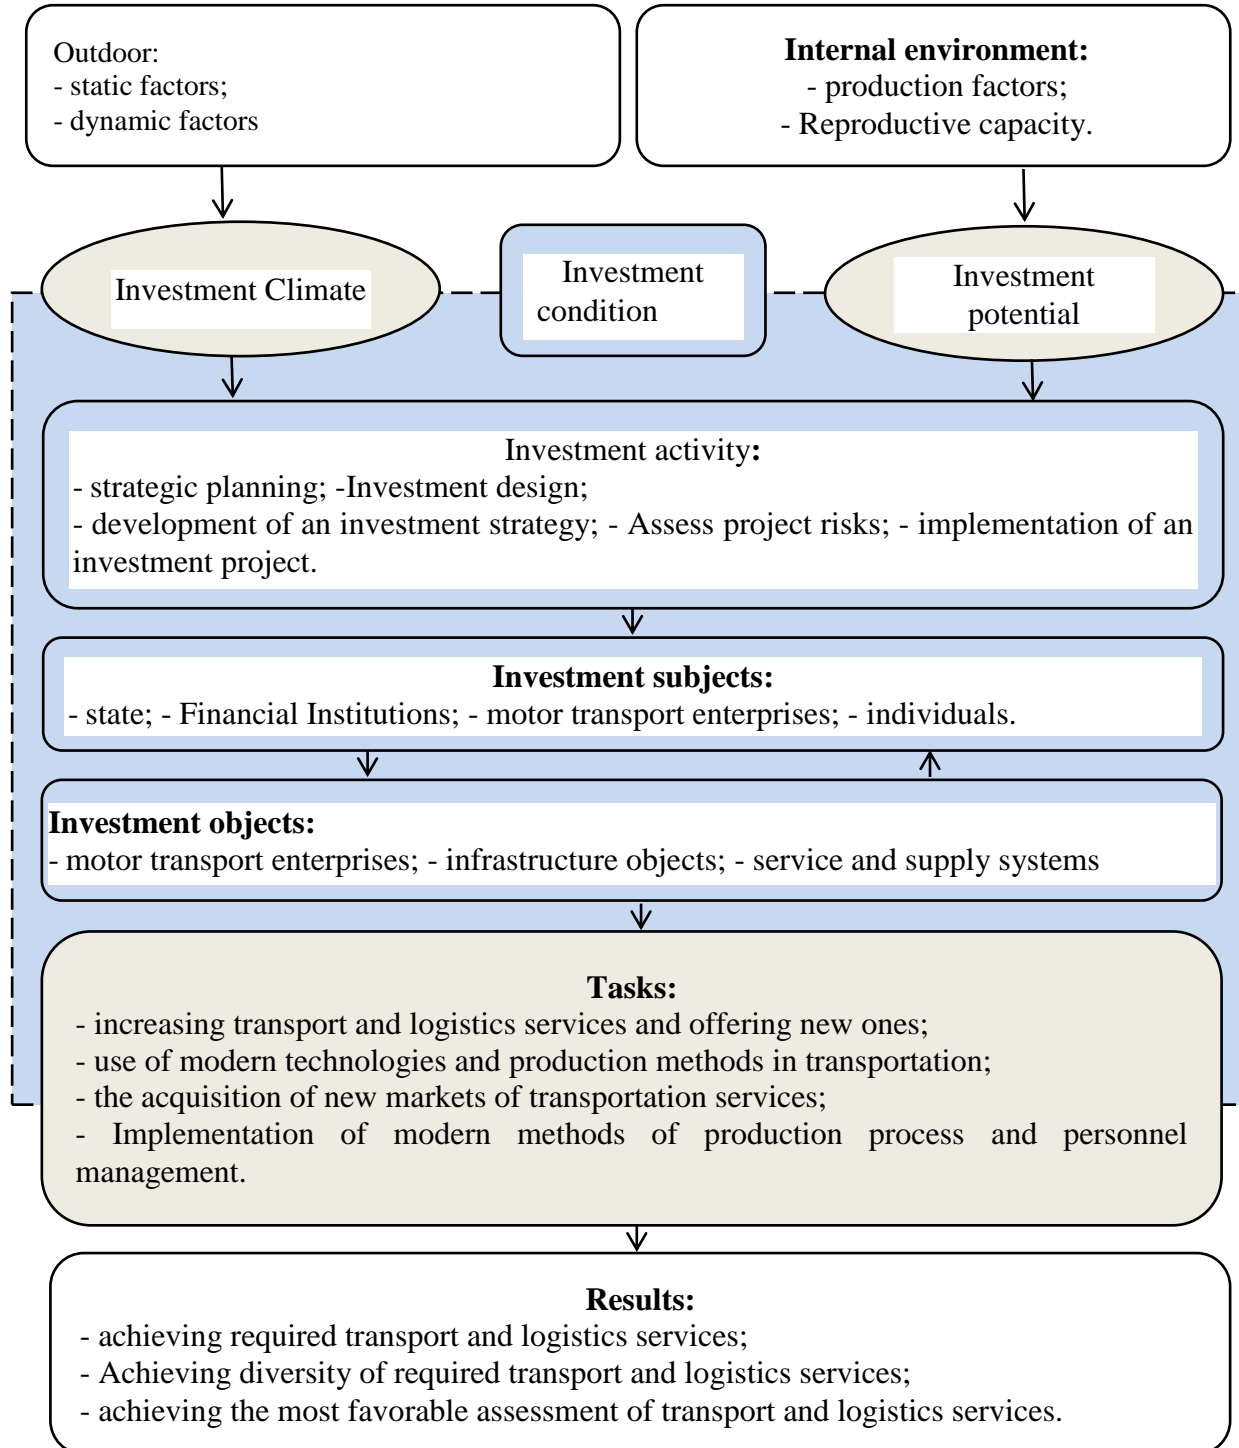 Outdoor:
- static factors;
- dynamic factors
Internal environment:
- production factors;
- Reproductive capacity.
Investment Climate
Investment
condition
Investment
potential
Investment activity:
- strategic planning; -Investment design;
- development of an investment strategy; - Assess project risks; - implementation of an
investment project.
Investment subjects:
- state; - Financial Institutions; - motor transport enterprises; - individuals.
Investment objects:
- motor transport enterprises; - infrastructure objects; - service and supply systems
Tasks:
- increasing transport and logistics services and offering new ones;
- use of modern technologies and production methods in transportation;
- the acquisition of new markets of transportation services;
- Implementation of modern methods of production process and personnel
management.
Results:
- achieving required transport and logistics services;
- Achieving diversity of required transport and logistics services;
- achieving the most favorable assessment of transport and logistics services.